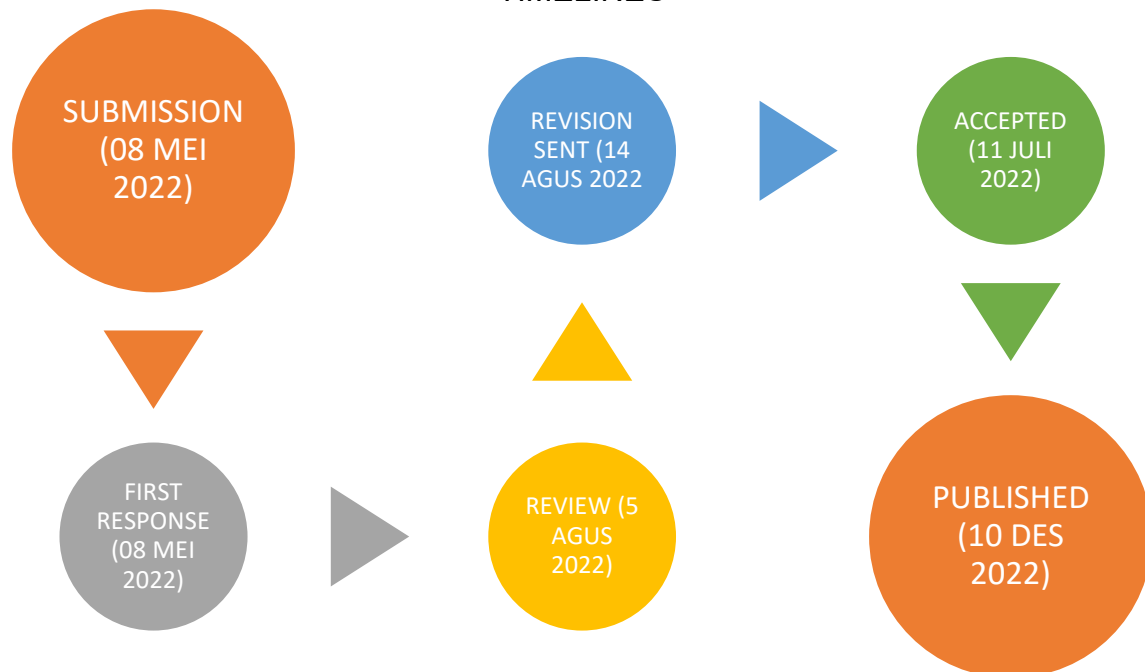 SUBMISSION
(08 MEI
2022)
FIRST
RESPONSE
(08 MEI
2022)
REVIEW (5
AGUS
2022)
REVISION
SENT (14
AGUS 2022
ACCEPTED
(11 JULI
2022)
PUBLISHED
(10 DES
2022)